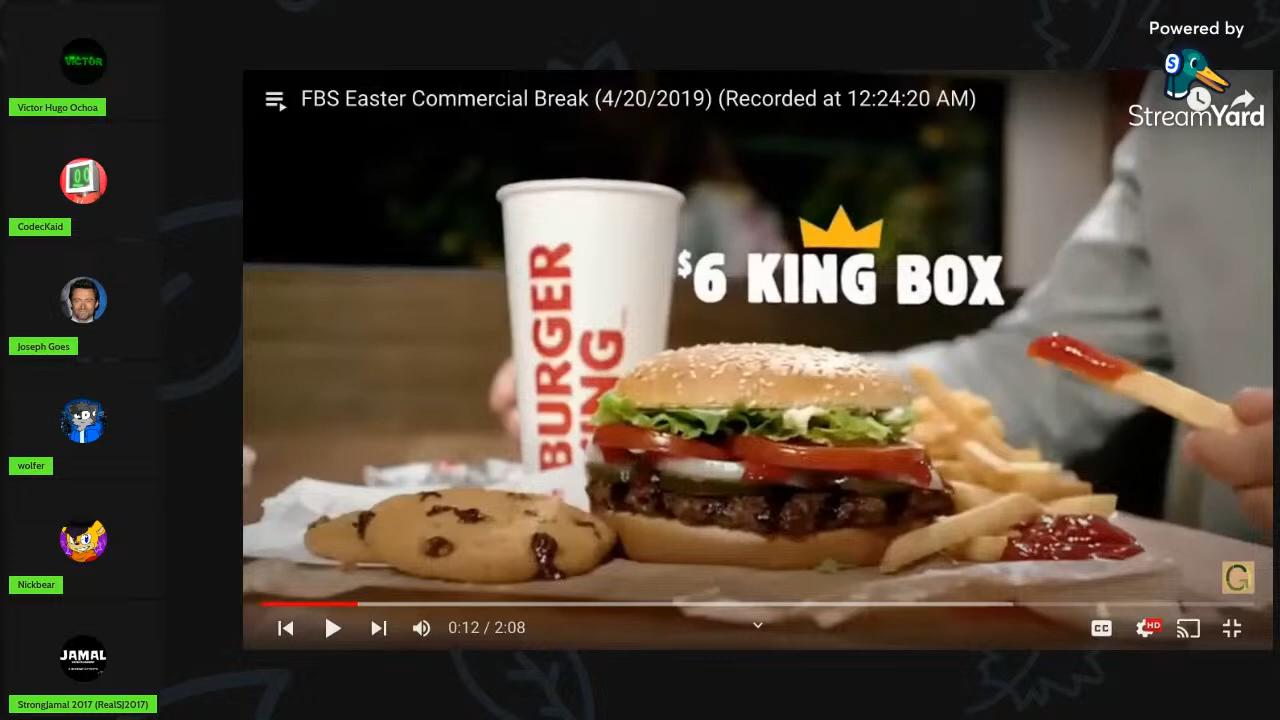 Powered by
StreamYard
VICTOR
Victor Hugo Ochoa
CodecKaid
Joseph Goes
wolfer
Nickbear
JAMAL
StrongJamal 2017 (RealSJ2017)
FBS Easter Commercial Break (4/20/2019) (Recorded at 12:24:20 AM)
$6 KING BOX
BURGER
KING
G
0:12 / 2:08
CC
HD